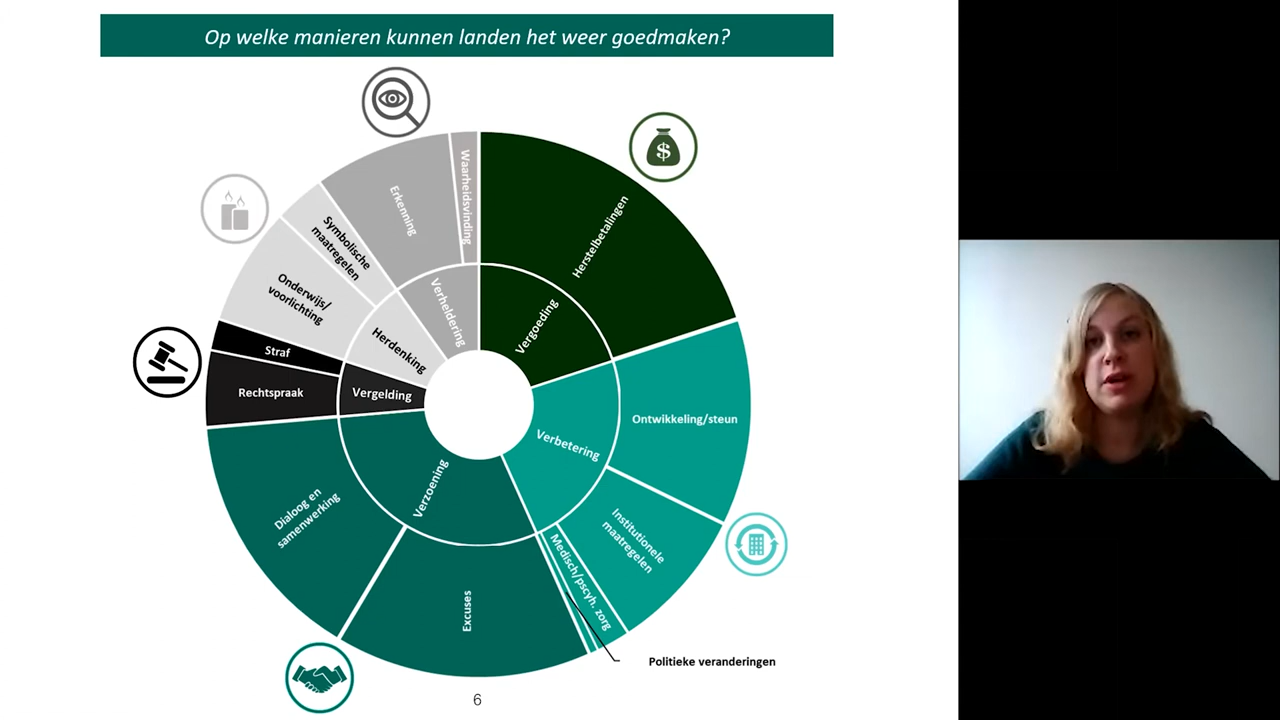 Op welke manieren kunnen landen het weer goedmaken?
$
Waarheidsvinding
Erkenning
Herstelbetalingen
Symbolische
maatregelen
Onderwijs/
voorlichting
Verheldering
Vergoeding
Herdenking
Straf
Rechtspraak
Vergelding
Ontwikkeling/steun
Verbetering
Verzoening
Dialoog en
samenwerking
Institutionele
maatregelen
Medisch/pscyh. zorg
Excuses
Politieke veranderingen
6